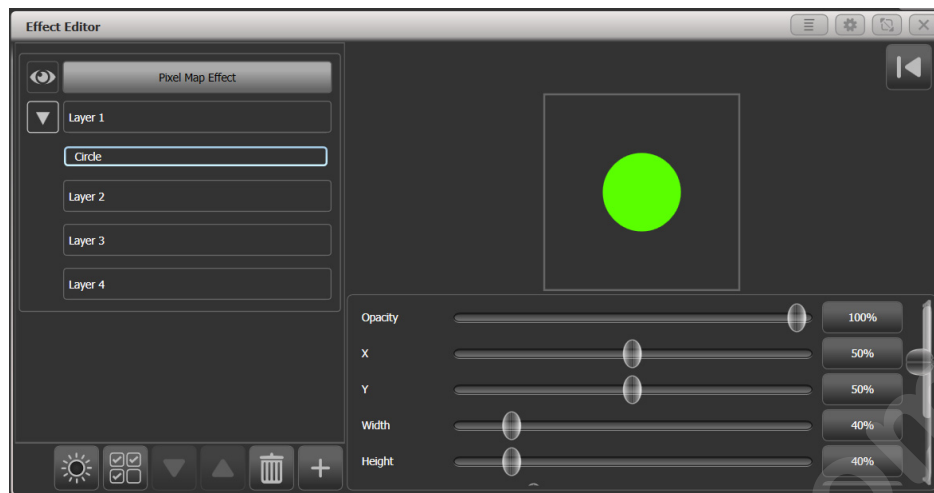 Effect Editor
Pixel Map Effect
Layer 1
Circle
Layer 2
Layer 3
Layer 4
Opacity 100%
X 50%
Y 50%
Width 40%
Height 40%